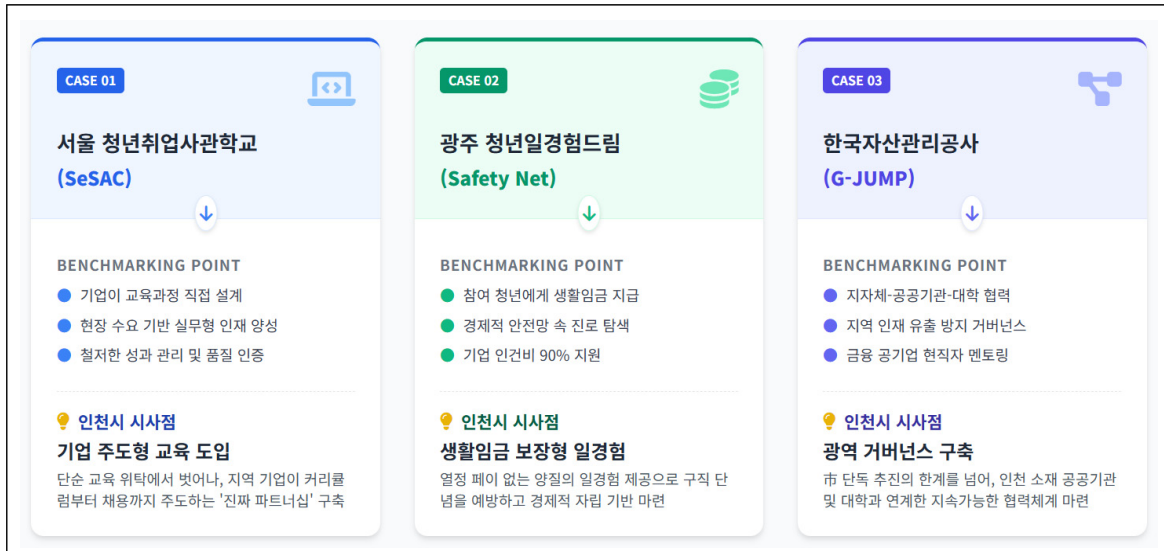 CASE 01
서울 청년취업사관학교
(SeSAC)
BENCHMARKING POINT
기업이 교육과정 직접 설계
현장 수요 기반 실무형 인재 양성
철저한 성과 관리 및 품질 인증
인천시 시사점
기업 주도형 교육 도입
단순 교육 위탁에서 벗어나, 지역 기업이 커리큘
럼부터 채용까지 주도하는 '진짜 파트너십' 구축
CASE 02
광주 청년일경험드림
(Safety Net)
BENCHMARKING POINT
참여 청년에게 생활임금 지급
경제적 안전망 속 진로 탐색
기업 인건비 90% 지원
인천시 시사점
생활임금 보장형 일경험
열정 페이 없는 양질의 일경험 제공으로 구직 단
념을 예방하고 경제적 자립 기반 마련
CASE 03
한국자산관리공사
(G-JUMP)
BENCHMARKING POINT
지자체-공공기관-대학 협력
지역 인재 유출 방지 거버넌스
금융 공기업 현직자 멘토링
인천시 시사점
광역 거버넌스 구축
市 단독 추진의 한계를 넘어, 인천 소재 공공기관
및 대학과 연계한 지속가능한 협력체계 마련